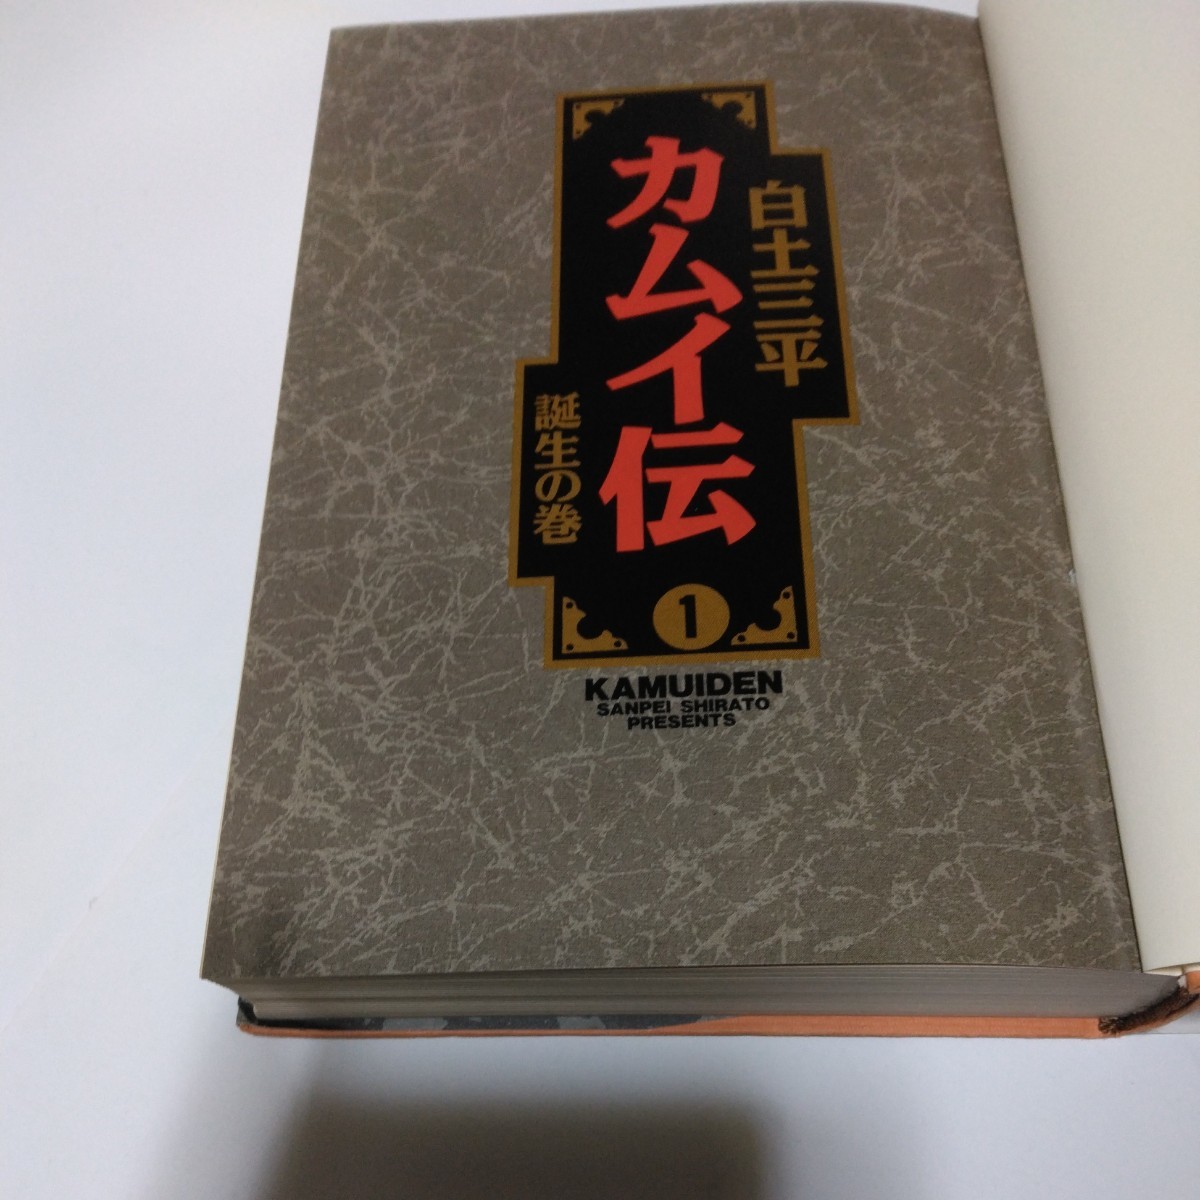 白土三平
カムイ伝
誕生の巻
1
KAMUIDEN
SANPEI SHIRATO
PRESENTS